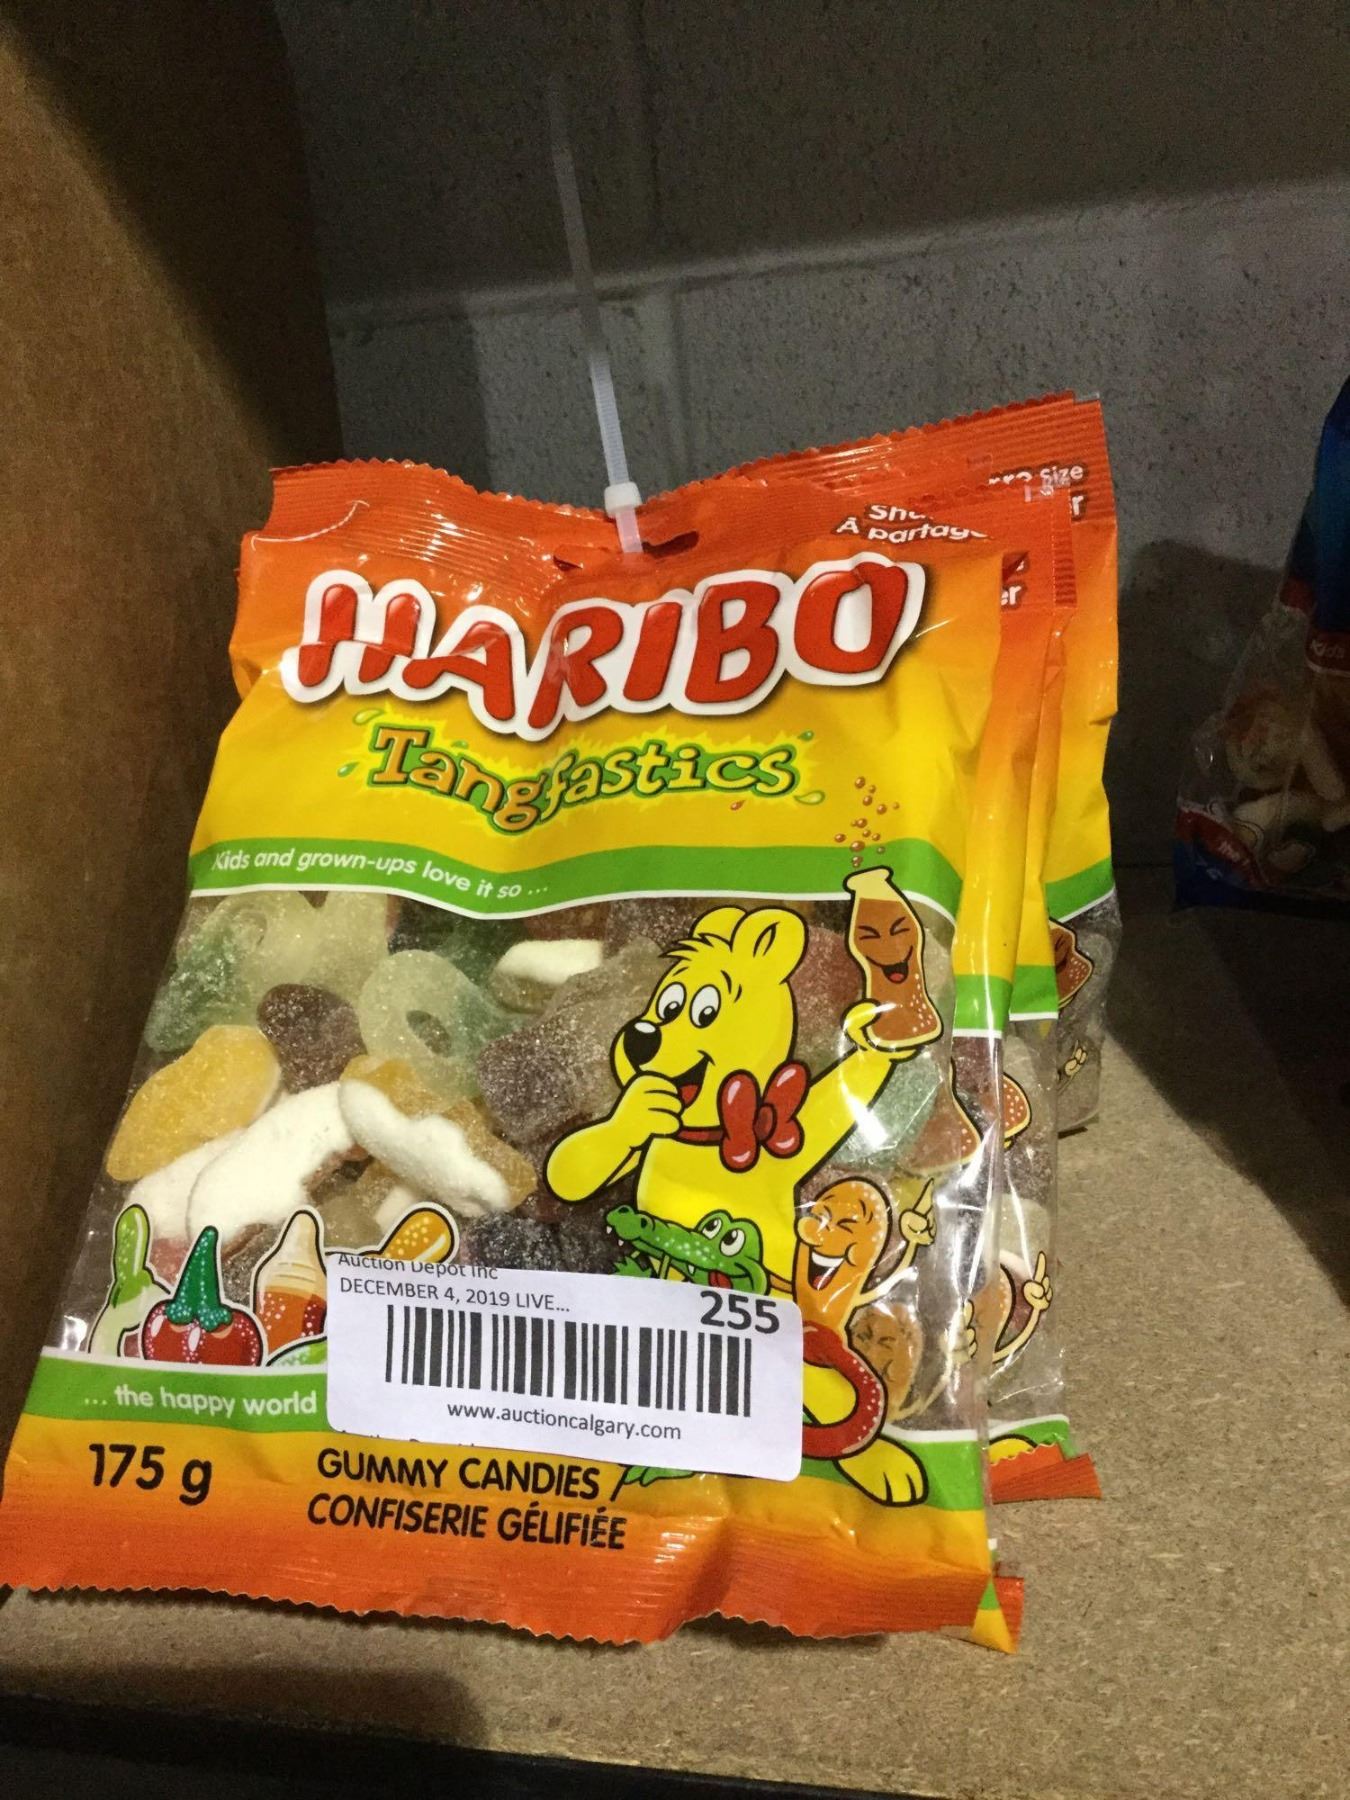 Size
À
HARIBO
Tangfastics
Kids and grown-ups love it so ...
Auction Depot Inc
DECEMBER 4, 2019 LIVE...
255
www.auctioncalgary.com
... the happy world
175 g
GUMMY CANDIES /
CONFISERIE GÉLIFIÉE